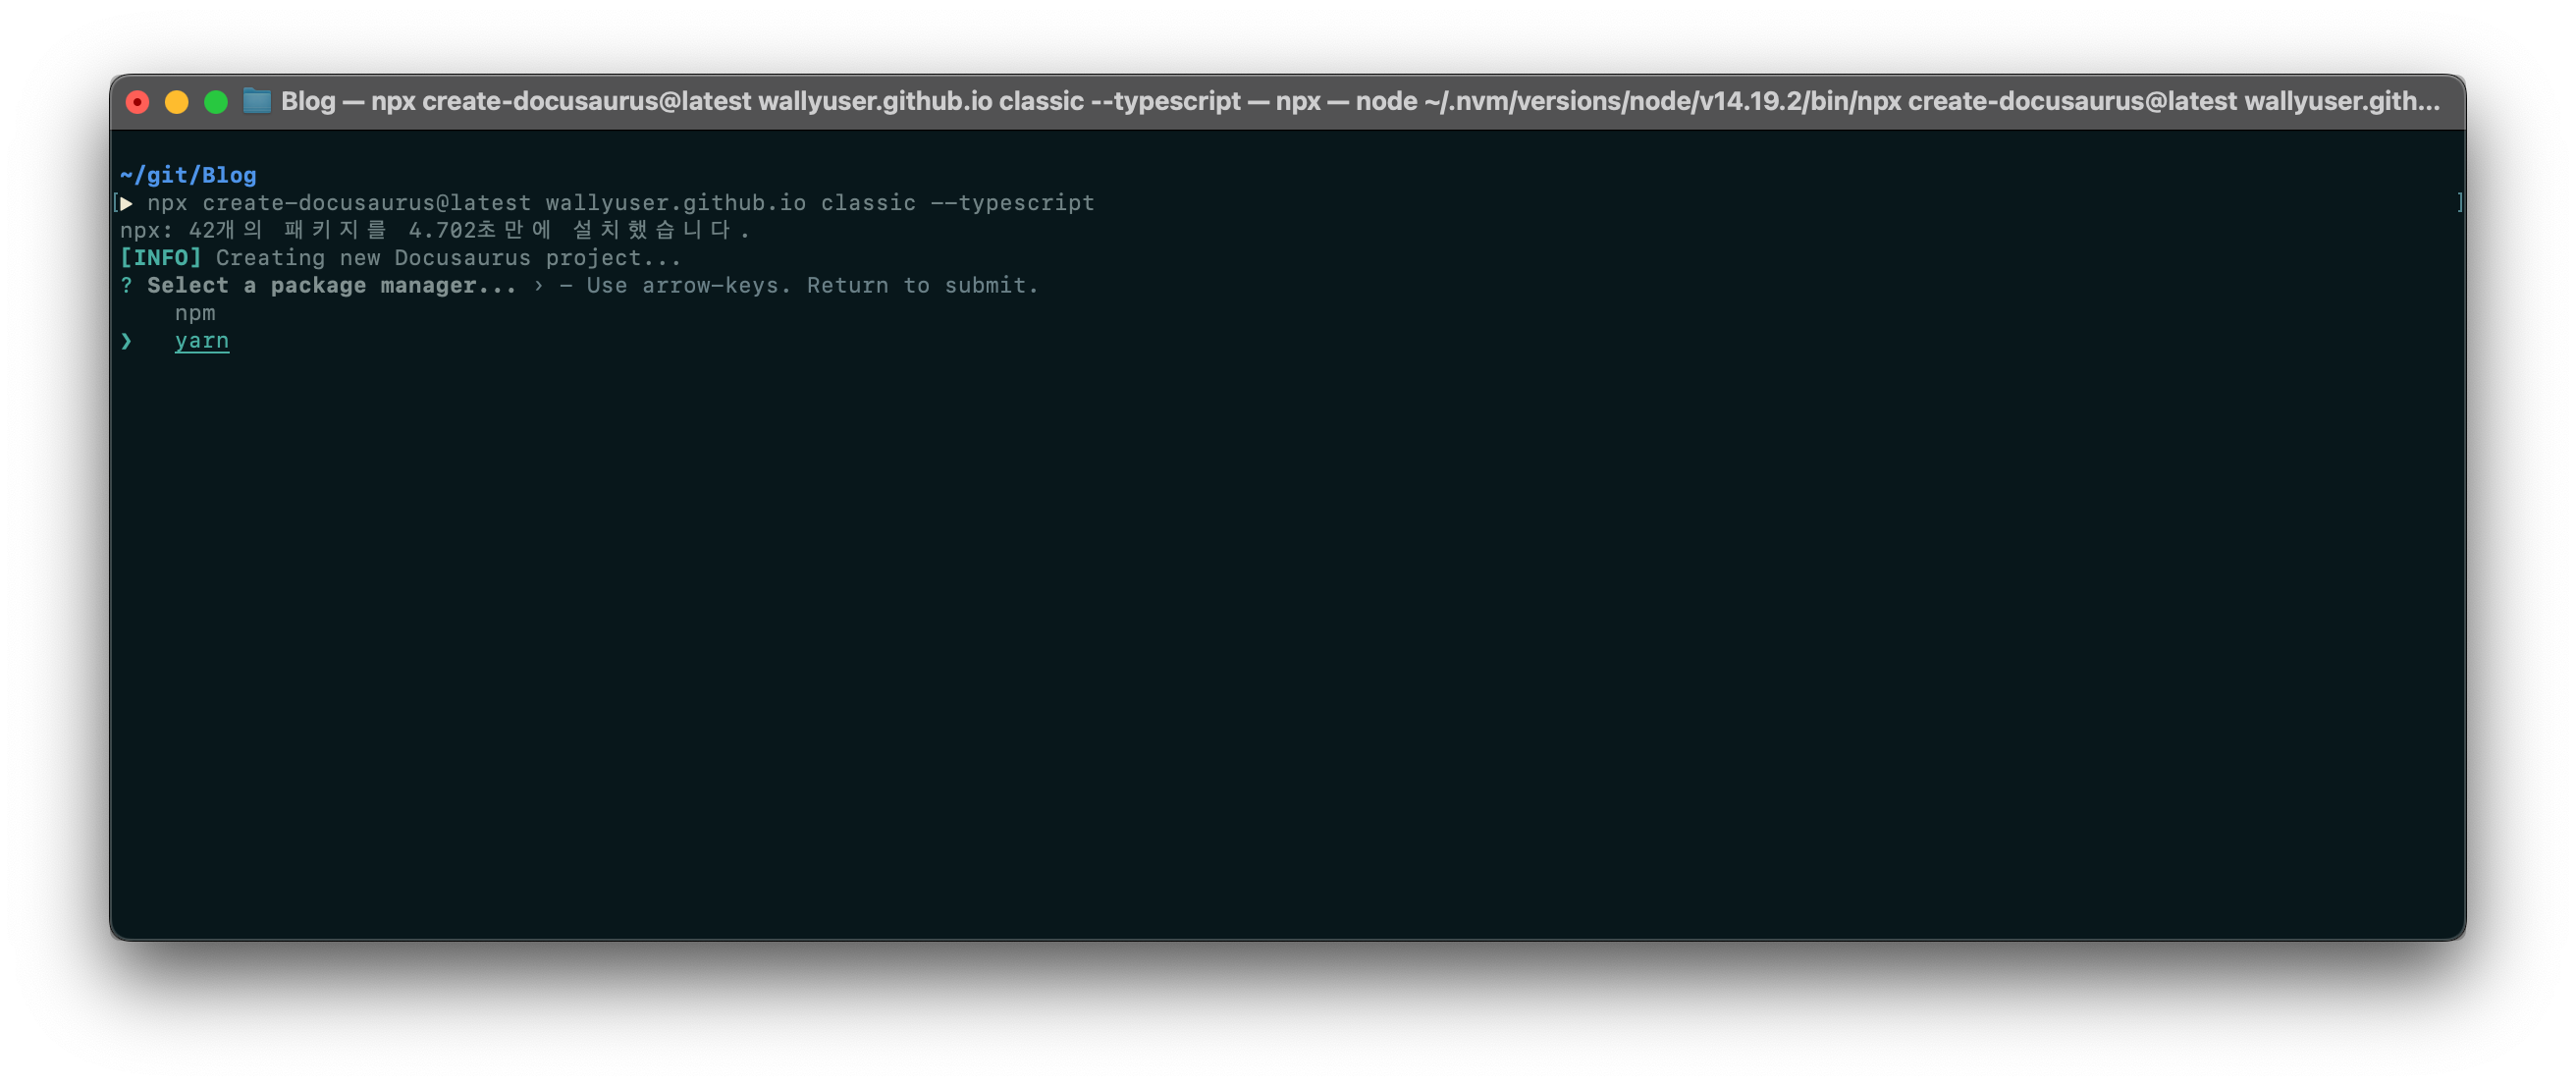 Blog — npx create-docusaurus@latest wallyuser.github.io classic --typescript — npx — node ~/.nvm/versions/node/v14.19.2/bin/npx create-docusaurus@latest wallyuser.gith...
~/git/Blog
[▶ npx create-docusaurus@latest wallyuser.github.io classic --typescript ]
npx: 42개의 패키지를 4.702초만에 설치했습니다.
[INFO] Creating new Docusaurus project...
? Select a package manager... › - Use arrow-keys. Return to submit.
npm
❯ yarn